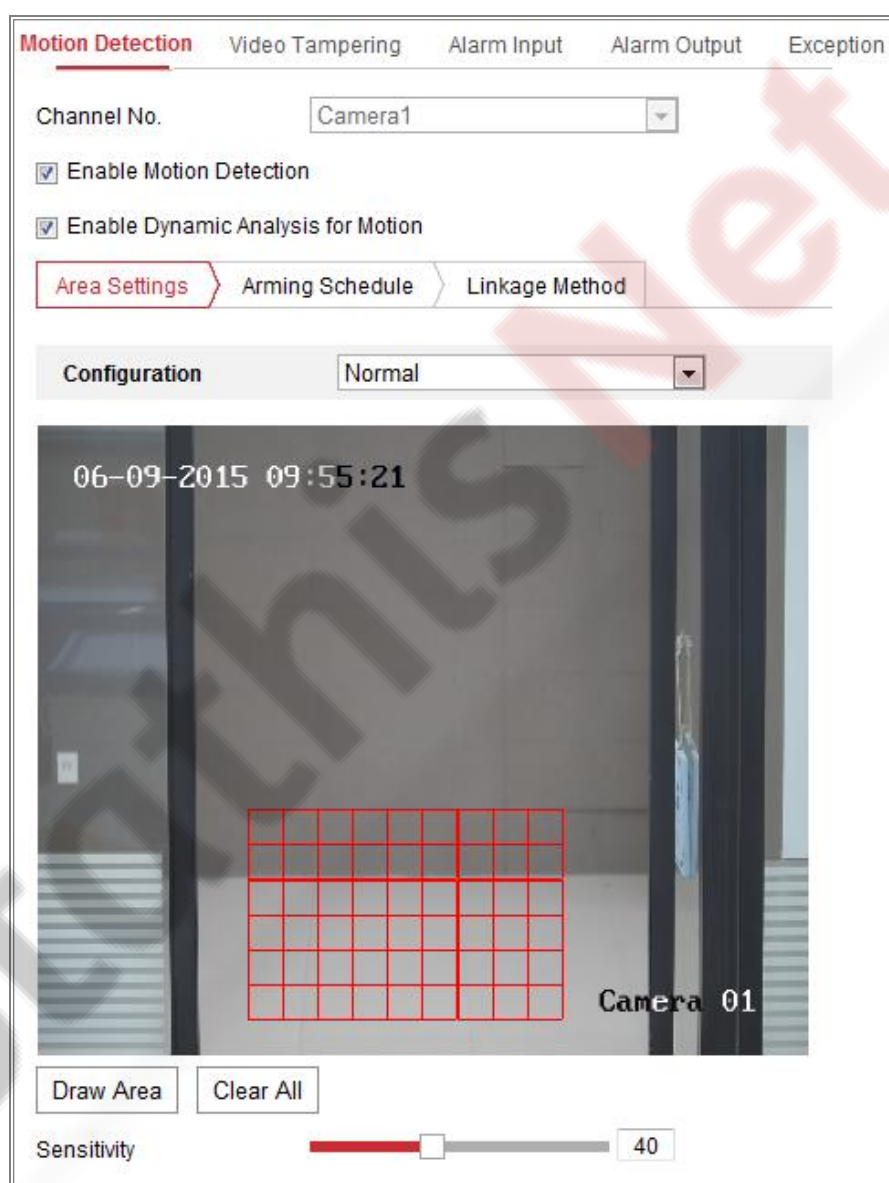 Motion Detection Video Tampering Alarm Input Alarm Output Exception
Channel No. Camera1
Enable Motion Detection
Enable Dynamic Analysis for Motion
Area Settings Arming Schedule Linkage Method
Configuration Normal
06-09-2015 09:55:21
Camera 01
Draw Area Clear All
Sensitivity 40